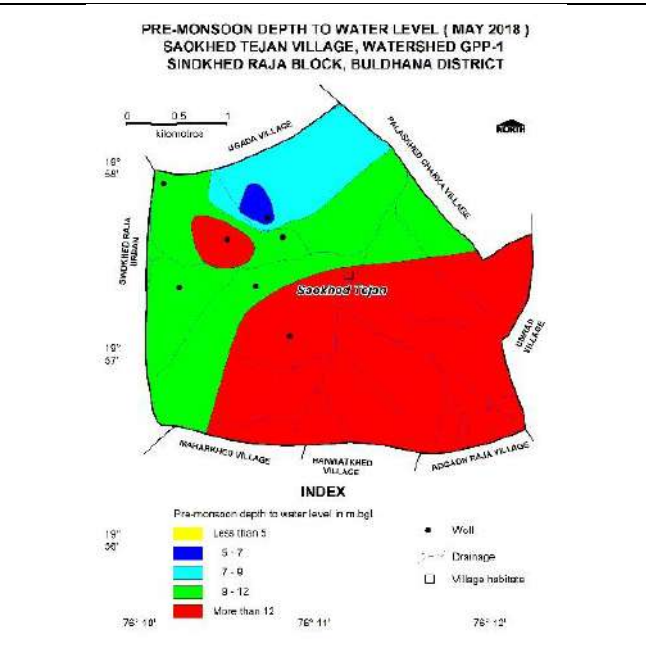 PRE-MONSOON DEPTH TO WATER LEVEL ( MAY 2018 )
SAOKHED TEJAN VILLAGE, WATERSHED GPP-1
SINDKHED RAJA BLOCK, BULDHANA DISTRICT
0 0.5 1
kilometres
NORTH
UGADA VILLAGE
PALASKHED CHAKKA VILLAGE
19°
58'
SINDKHED RAJA
URBAN
Saokhed Tejan
UMRAD
VILLAGE
19°
57'
MAHARKHED VILLAGE
HANWATKHED
VILLAGE
ADGAON RAJA VILLAGE
INDEX
Pre-monsoon depth to water level in m.bgl
Less than 5
5 - 7
7 - 9
9 - 12
More than 12
Well
Drainage
Village habitate
19°
56'
76° 10'
76° 11'
76° 12'